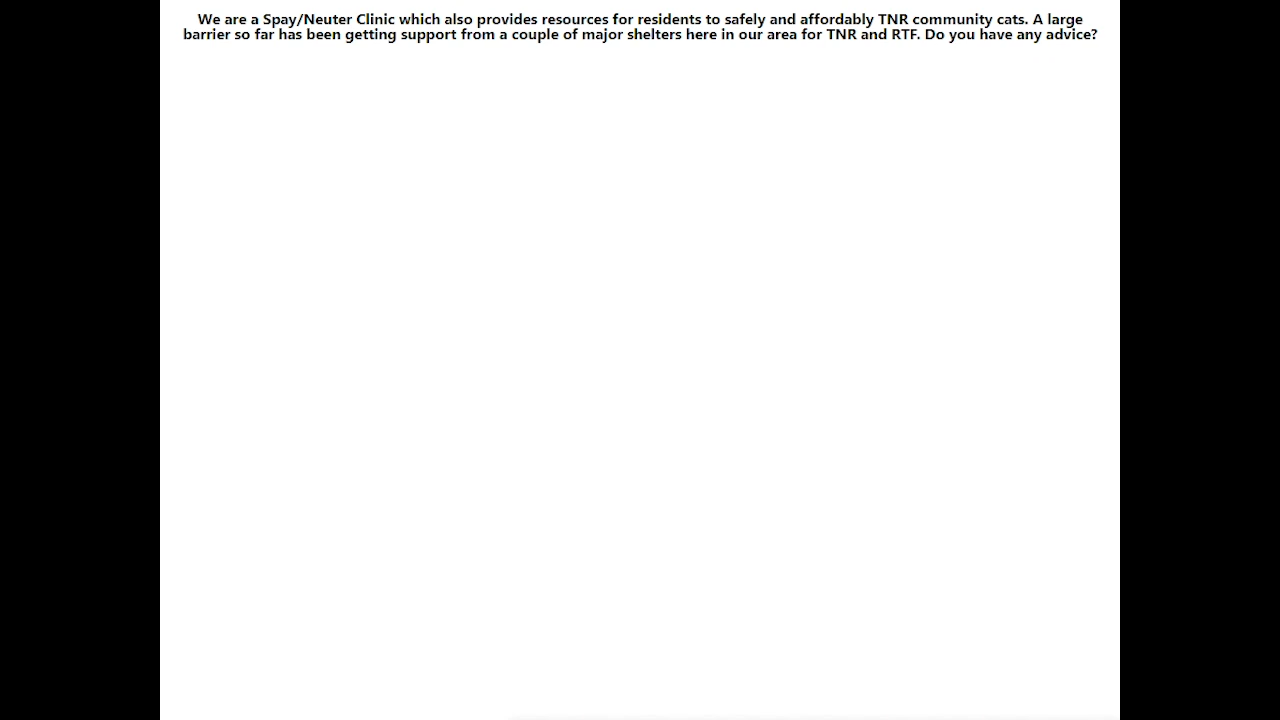 We are a Spay/Neuter Clinic which also provides resources for residents to safely and affordably TNR community cats. A large
barrier so far has been getting support from a couple of major shelters here in our area for TNR and RTF. Do you have any advice?